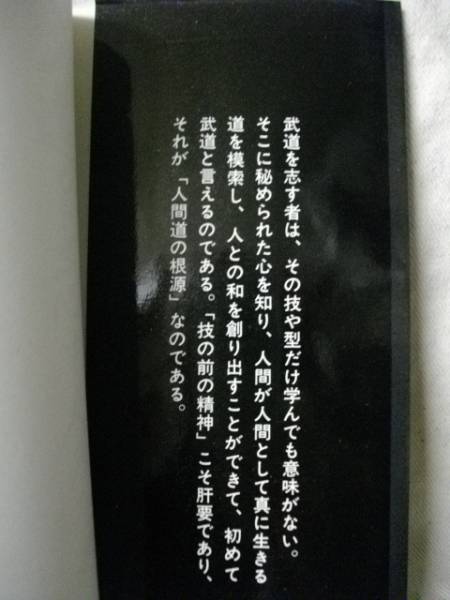 武道を志す者は、その技や型だけ学んでも意味がない。
そこに秘められた心を知り、人間が人間として真に生きる
道を模索し、人との和を創り出すことができて、初めて
武道と言えるのである。「技の前の精神」こそ肝要であり、
それが「人間道の根源」なのである。